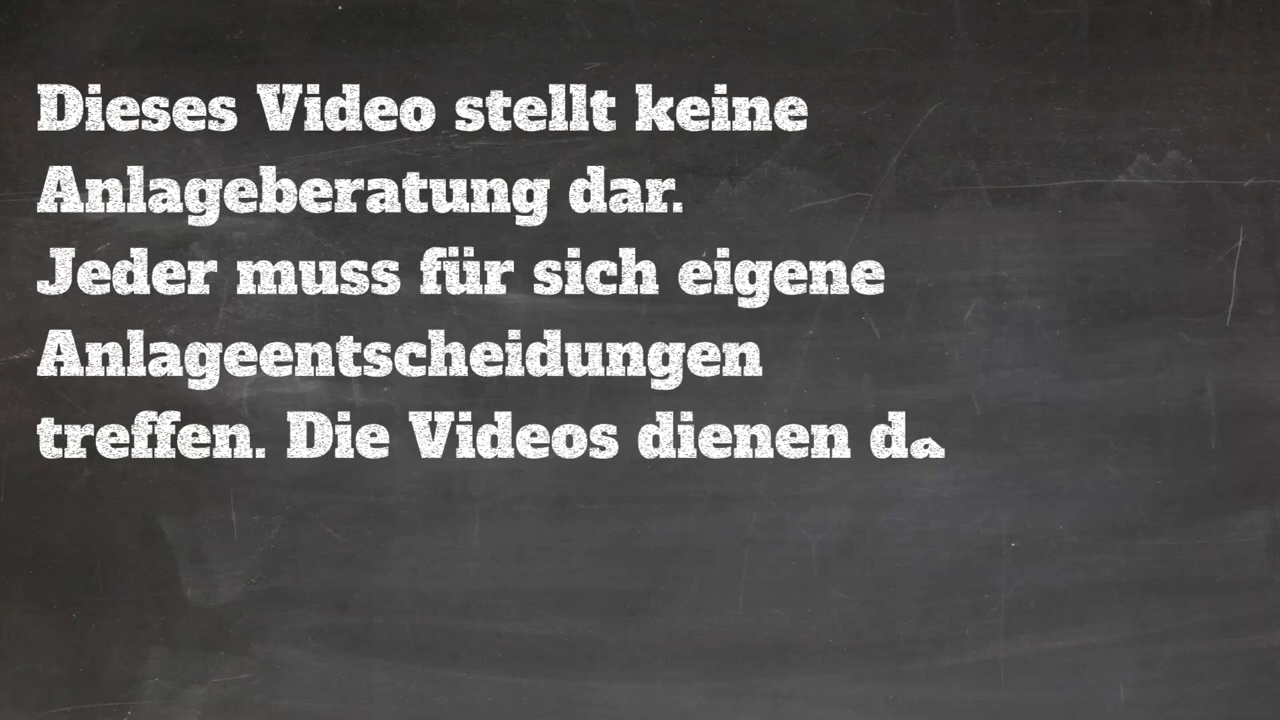 Dieses Video stellt keine
Anlageberatung dar.
Jeder muss für sich eigene
Anlageentscheidungen
treffen. Die Videos dienen